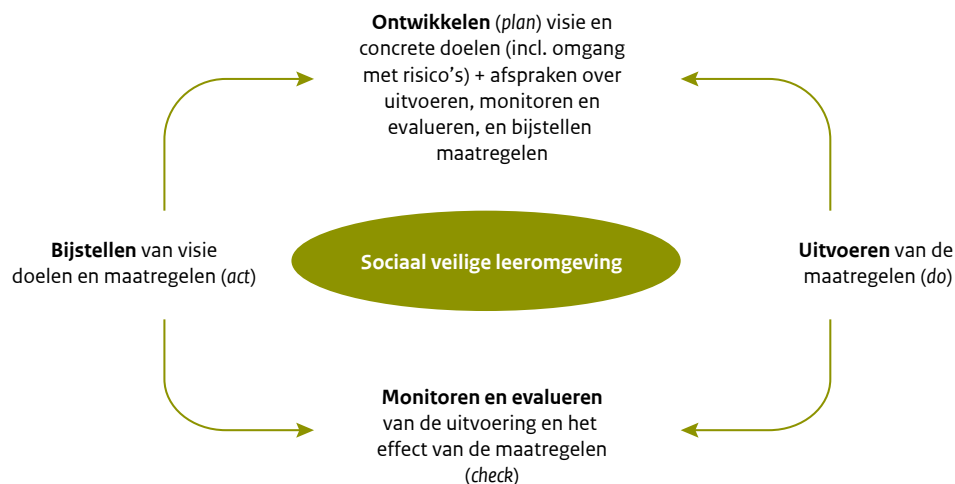 Ontwikkelen (plan) visie en
concrete doelen (incl. omgang
met risico's) + afspraken over
uitvoeren, monitoren en
evalueren, en bijstellen
maatregelen
Bijstellen van visie
doelen en maatregelen (act)
Sociaal veilige leeromgeving
Uitvoeren van de
maatregelen (do)
Monitoren en evalueren
van de uitvoering en het
effect van de maatregelen
(check)